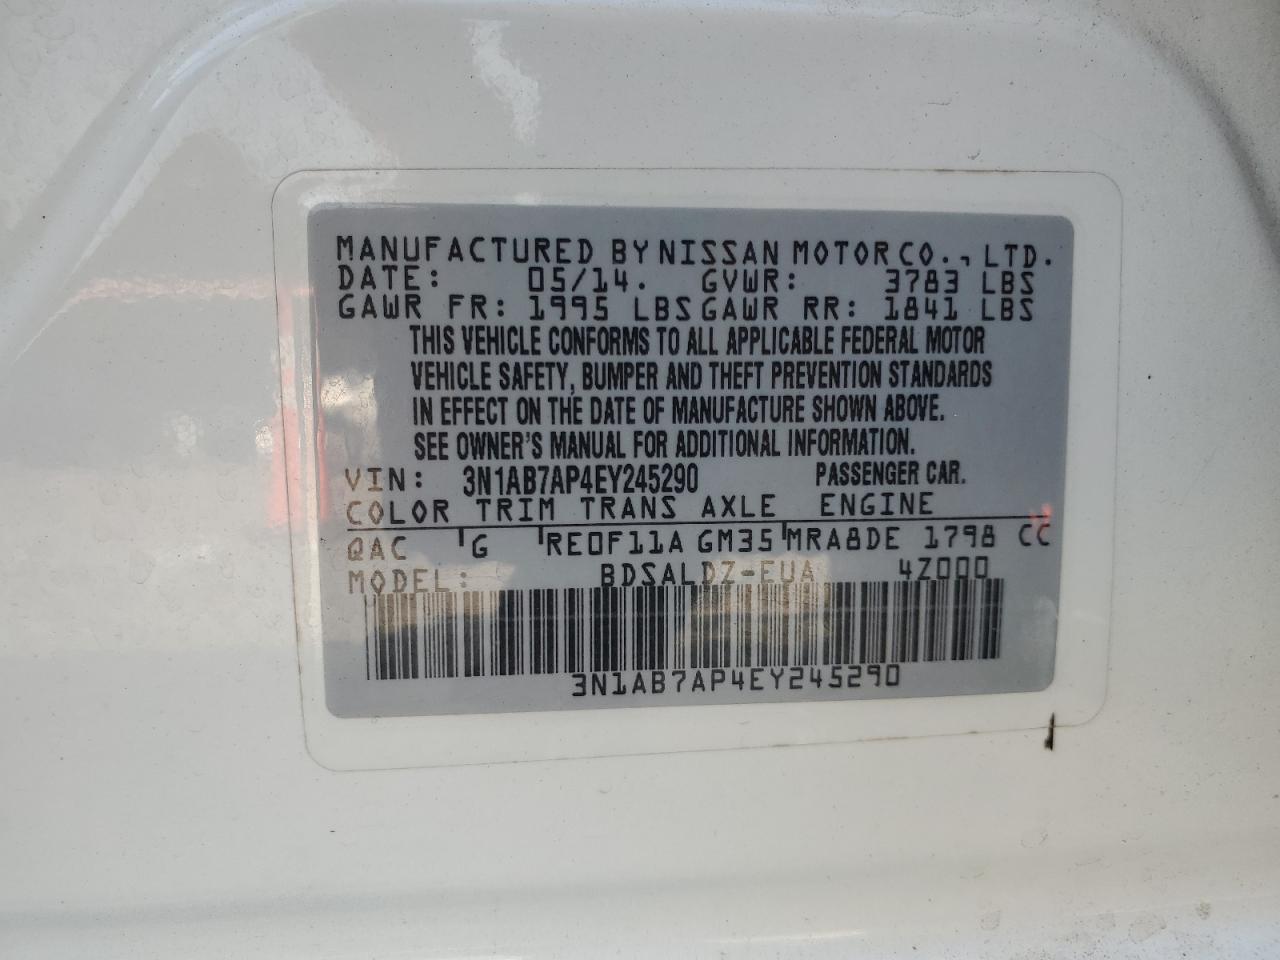 MANUFACTURED BY NISSAN MOTOR CO., LTD.
DATE: 05/14. GVWR: 3783 LBS
GAWR FR: 1995 LBS GAWR RR: 1841 LBS
THIS VEHICLE CONFORMS TO ALL APPLICABLE FEDERAL MOTOR
VEHICLE SAFETY, BUMPER AND THEFT PREVENTION STANDARDS
IN EFFECT ON THE DATE OF MANUFACTURE SHOWN ABOVE.
SEE OWNER'S MANUAL FOR ADDITIONAL INFORMATION.
VIN: 3N1AB7AP4EY245290 PASSENGER CAR.
COLOR TRIM TRANS AXLE ENGINE
QAC G RE0F11A GM35 MRA8DE 1798 CC
MODEL: BDSALDZ-EUA 4Z000
3N1AB7AP4EY245290